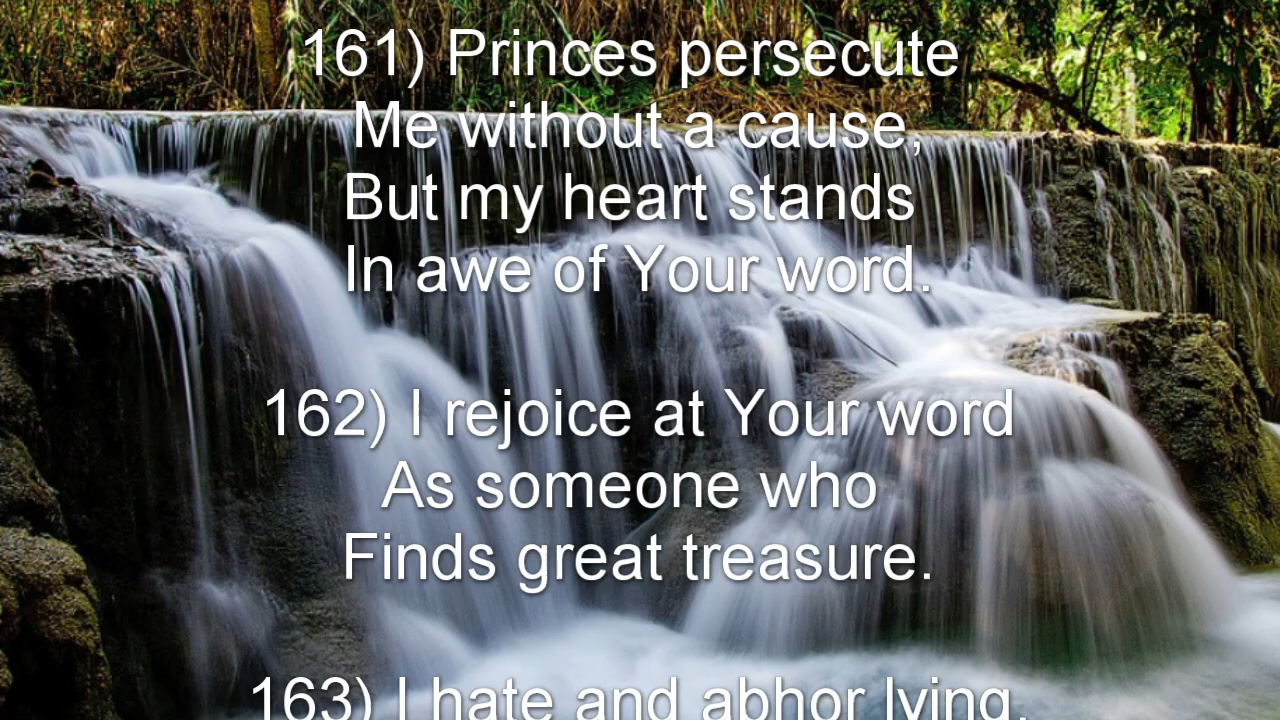 161) Princes persecute
Me without a cause,
But my heart stands
In awe of Your word.
162) I rejoice at Your word
As someone who
Finds great treasure.
163) I hate and abhor lying,